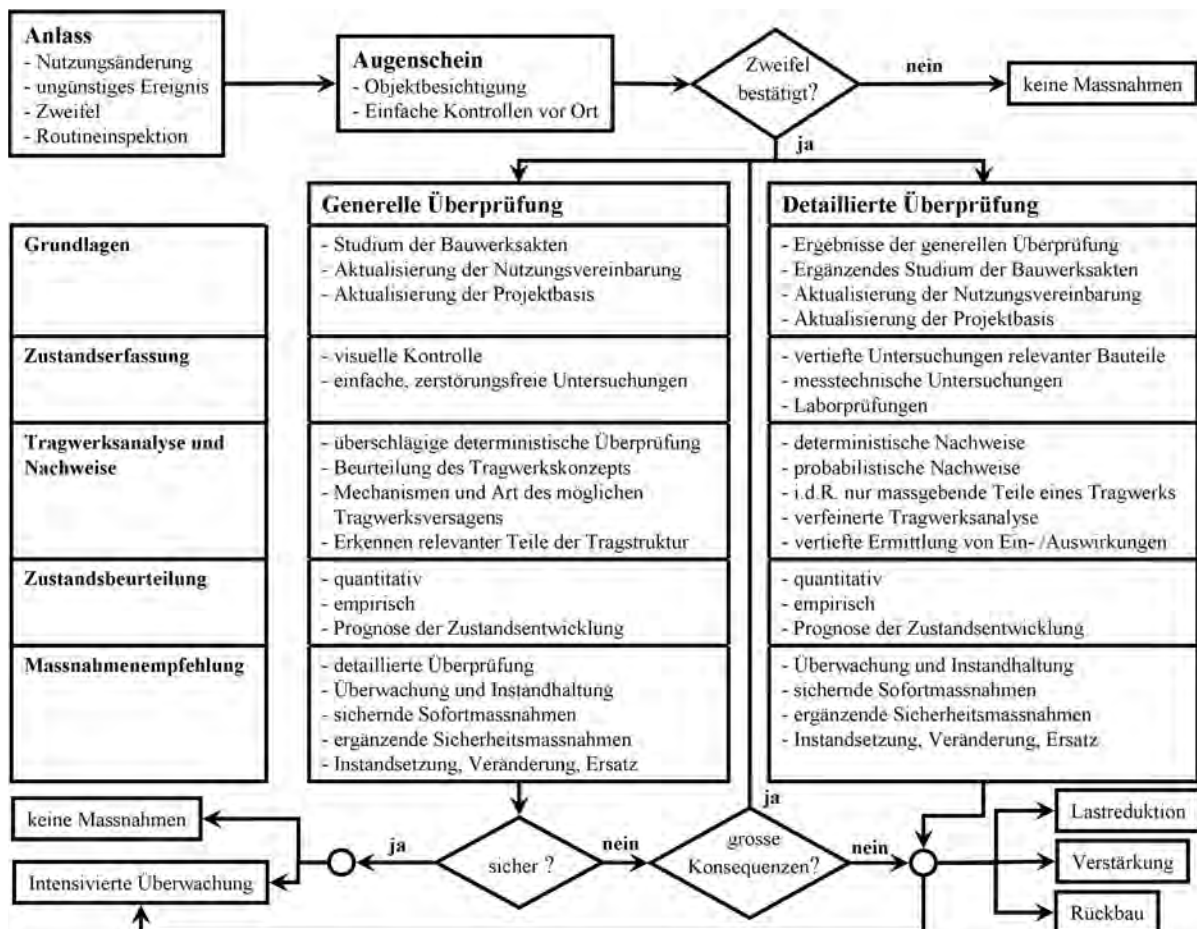 Anlass
- Nutzungsänderung
- ungünstiges Ereignis
- Zweifel
- Routineinspektion
Augenschein
- Objektbesichtigung
- Einfache Kontrollen vor Ort
Zweifel
bestätigt?
nein
keine Massnahmen
ja
Generelle Überprüfung
Detaillierte Überprüfung
Grundlagen
- Studium der Bauwerksakten
- Aktualisierung der Nutzungsvereinbarung
- Aktualisierung der Projektbasis
- Ergebnisse der generellen Überprüfung
- Ergänzendes Studium der Bauwerksakten
- Aktualisierung der Nutzungsvereinbarung
- Aktualisierung der Projektbasis
Zustandserfassung
- visuelle Kontrolle
- einfache, zerstörungsfreie Untersuchungen
- vertiefte Untersuchungen relevanter Bauteile
- messtechnische Untersuchungen
- Laborprüfungen
Tragwerksanalyse und
Nachweise
- überschlägige deterministische Überprüfung
- Beurteilung des Tragwerkskonzepts
- Mechanismen und Art des möglichen
Tragwerksversagens
- Erkennen relevanter Teile der Tragstruktur
- deterministische Nachweise
- probabilistische Nachweise
- i.d.R. nur massgebende Teile eines Tragwerks
- verfeinerte Tragwerksanalyse
- vertiefte Ermittlung von Ein- /Auswirkungen
Zustandsbeurteilung
- quantitativ
- empirisch
- Prognose der Zustandsentwicklung
- quantitativ
- empirisch
- Prognose der Zustandsentwicklung
Massnahmenempfehlung
- detaillierte Überprüfung
- Überwachung und Instandhaltung
- sichernde Sofortmassnahmen
- ergänzende Sicherheitsmassnahmen
- Instandsetzung, Veränderung, Ersatz
- Überwachung und Instandhaltung
- sichernde Sofortmassnahmen
- ergänzende Sicherheitsmassnahmen
- Instandsetzung, Veränderung, Ersatz
keine Massnahmen
Intensivierte Überwachung
ja
sicher ?
nein
ja
grosse
Konsequenzen?
nein
Lastreduktion
Verstärkung
Rückbau